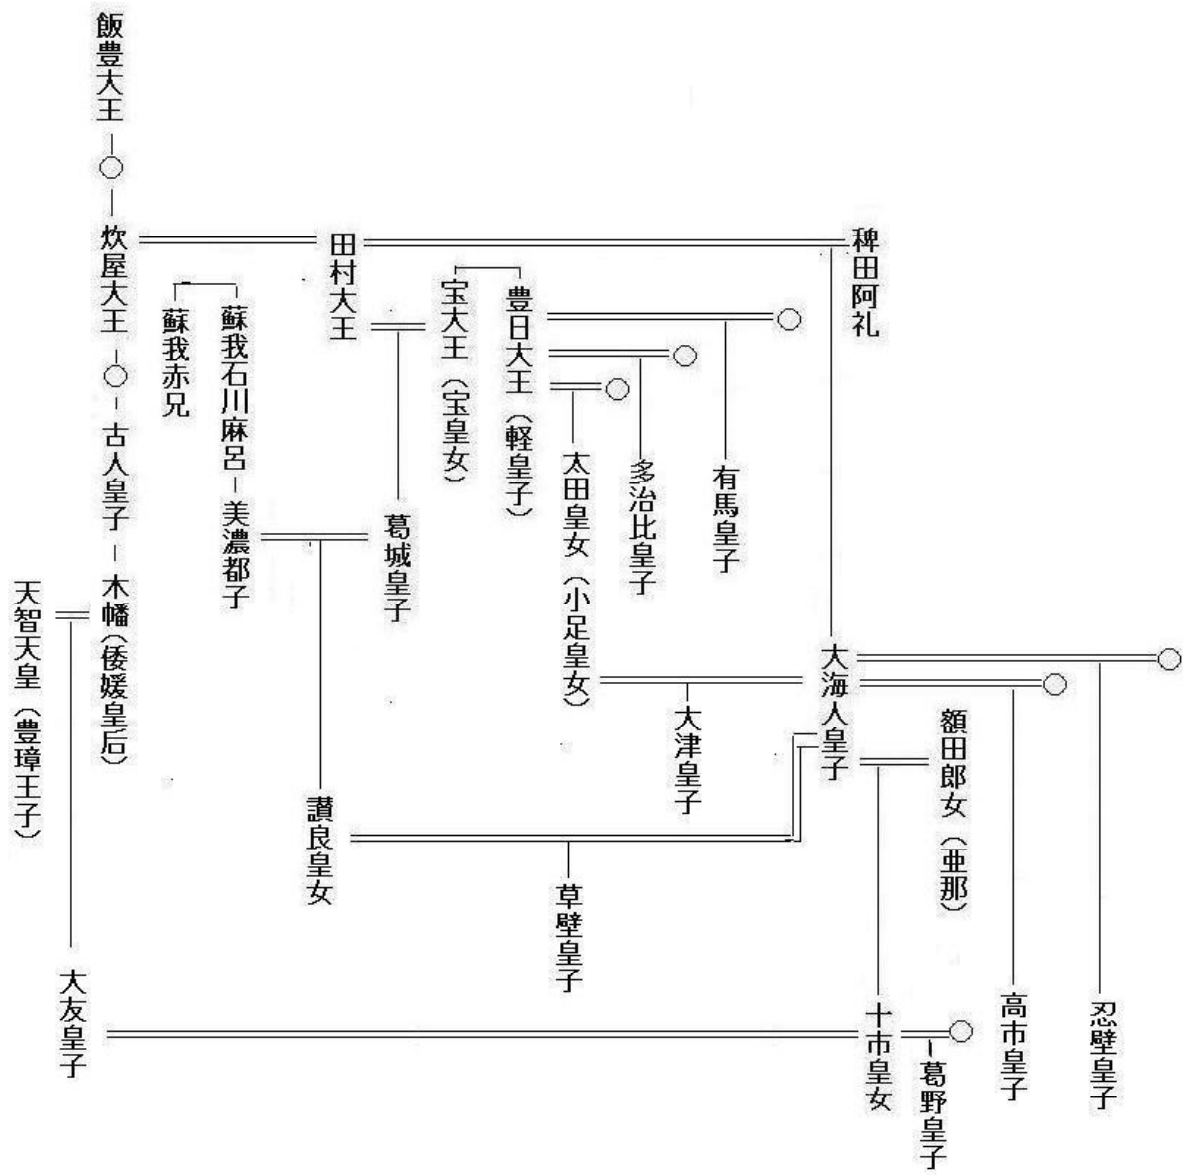 飯豊大王
炊屋大王
古人皇子
木幡(倭媛皇后)
天智天皇(豊璋王子)
大友皇子
蘇我赤兄
蘇我石川麻呂
美濃都子
田村大王
宝大王(宝皇女)
豊日大王(軽皇子)
稗田阿礼
葛城皇子
太田皇女(小足皇女)
多治比皇子
有馬皇子
讃良皇女
大津皇子
大海人皇子
額田郎女(亜那)
草壁皇子
十市皇女
葛野皇子
高市皇子
忍壁皇子